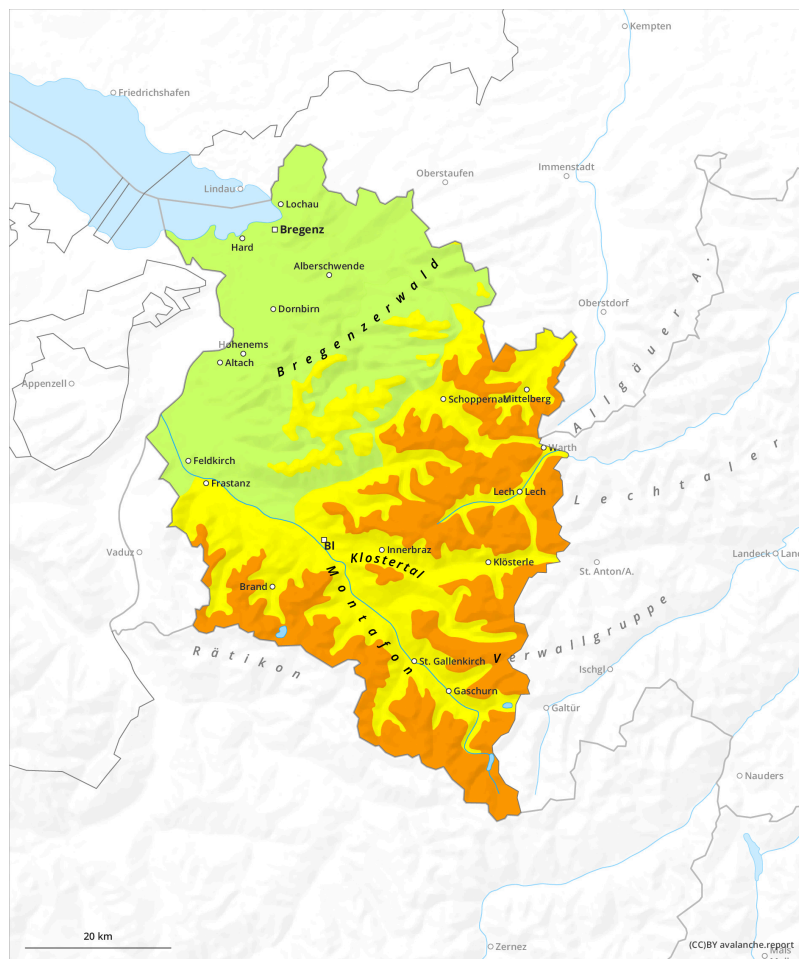 Kempten
Friedrichshafen
Immenstadt
Oberstaufen
Lindau
Lochau
Bregenz
Hard
Alberschwende
Oberstdorf
Dornbirn
Bregenzerwald
Hohenems
Altach
Appenzell
Allgäuer A.
Schoppernau
Mittelberg
Warth
Feldkirch
Frastanz
Lech
Lech
Lechtaler
Vaduz
Bl
Innerbraz
Klostertal
Klösterle
St. Anton/A.
Landeck
Land
Brand
Montafon
Verwallgruppe
Rätikon
St. Gallenkirch
Ischgl
Gaschurn
Galtür
Nauders
20 km
Zernez
(CC)BY avalanche.report
Mals